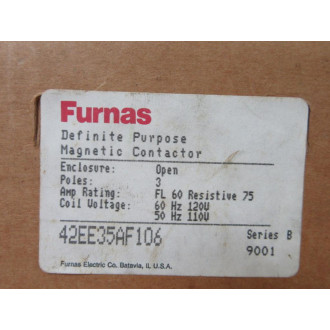 Furnas
Definite Purpose
Magnetic Contactor
Enclosure: Open
Poles: 3
Amp Rating: FL 60 Resistive 75
Coil Voltage: 60 Hz 120V
50 Hz 110V
42EE35AF106 Series B
9001
Furnas Electric Co. Batavia, IL U.S.A.